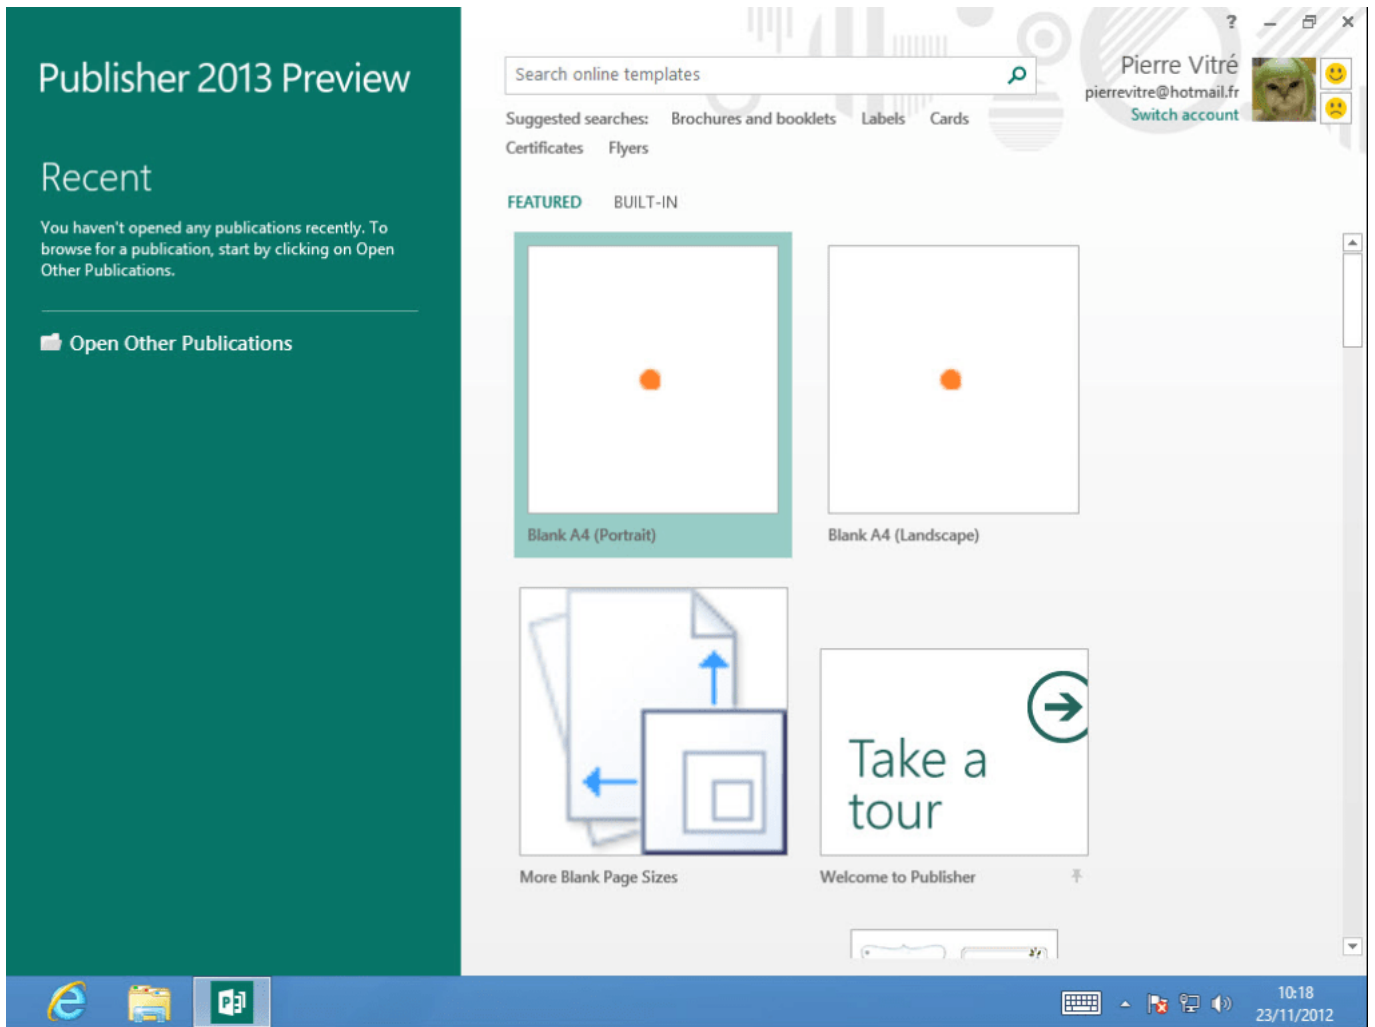 Publisher 2013 Preview
Recent
You haven't opened any publications recently. To
browse for a publication, start by clicking on Open
Other Publications.
Open Other Publications
?
Search online templates
Pierre Vitré
pierrevitre@hotmail.fr
Switch account
Suggested searches: Brochures and booklets Labels Cards
Certificates Flyers
FEATURED BUILT-IN
Blank A4 (Portrait)
Blank A4 (Landscape)
Take a
tour
More Blank Page Sizes
Welcome to Publisher
P
10:18
23/11/2012